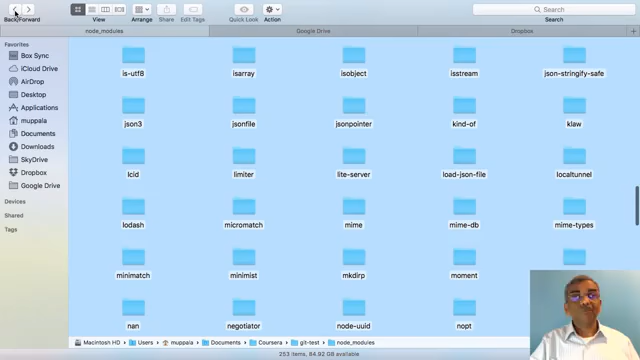 Back/Forward View Arrange Share Edit Tags Quick Look Action Search
Search
node_modules Google Drive Dropbox
Favorites
Box Sync
iCloud Drive
AirDrop
Desktop
Applications
muppala
Documents
Downloads
SkyDrive
Dropbox
Google Drive
Devices
Shared
Tags
is-utf8 isarray isobject isstream json-stringify-safe
json3 jsonfile jsonpointer kind-of klaw
lcid limiter lite-server load-json-file localtunnel
lodash micromatch mime mime-db mime-types
minimatch minimist mkdirp moment
nan negotiator node-uuid nopt
Macintosh HD Users muppala Documents Coursera git-test node_modules
253 items, 84.92 GB available